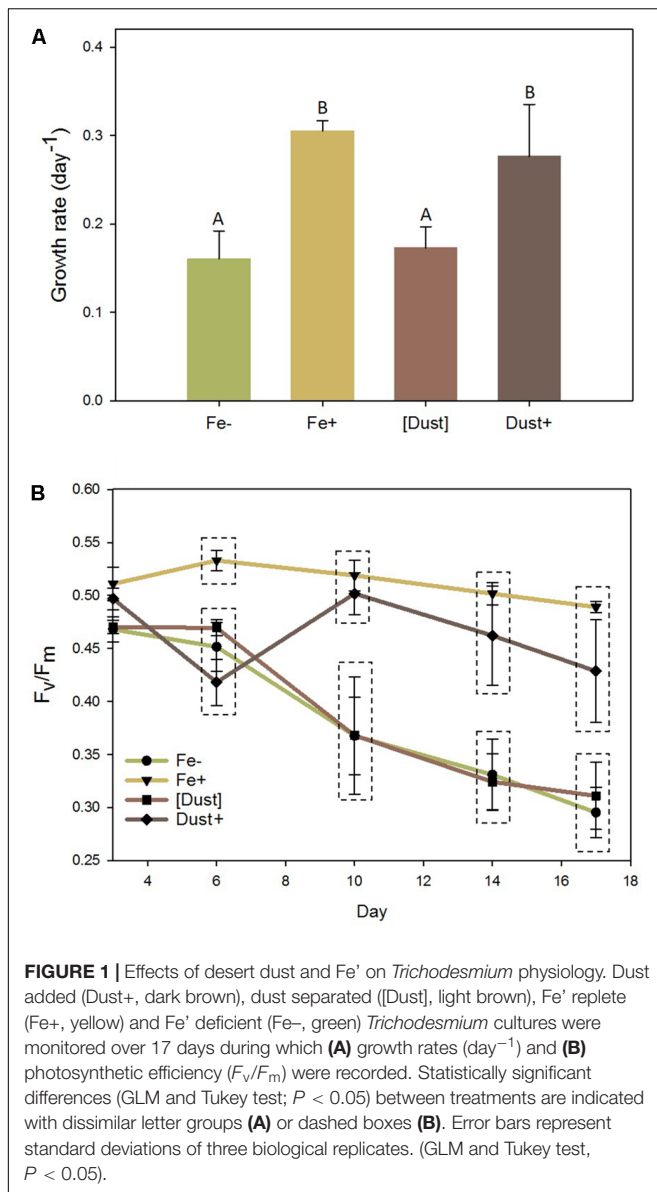 A
Growth rate (day⁻¹)
0.4
0.3
0.2
0.1
0.0
A
B
A
B
Fe-
Fe+
[Dust]
Dust+
B
Fv/Fm
0.60
0.55
0.50
0.45
0.40
0.35
0.30
0.25
Fe-
Fe+
[Dust]
Dust+
4 6 8 10 12 14 16 18
Day
FIGURE 1 | Effects of desert dust and Fe’ on Trichodesmium physiology. Dust
added (Dust+, dark brown), dust separated ([Dust], light brown), Fe’ replete
(Fe+, yellow) and Fe’ deficient (Fe–, green) Trichodesmium cultures were
monitored over 17 days during which (A) growth rates (day⁻¹) and (B)
photosynthetic efficiency (Fv/Fm) were recorded. Statistically significant
differences (GLM and Tukey test; P < 0.05) between treatments are indicated
with dissimilar letter groups (A) or dashed boxes (B). Error bars represent
standard deviations of three biological replicates. (GLM and Tukey test,
P < 0.05).